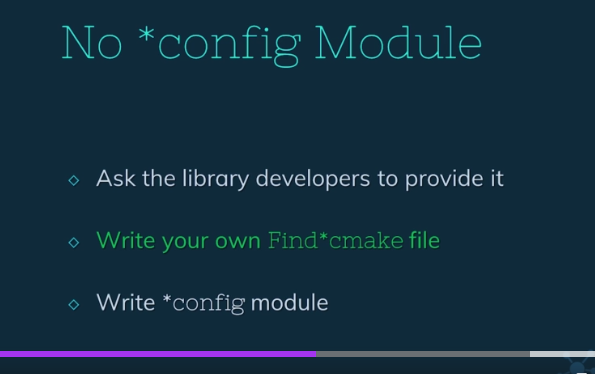 No *config Module
Ask the library developers to provide it
Write your own Find*cmake file
Write *config module